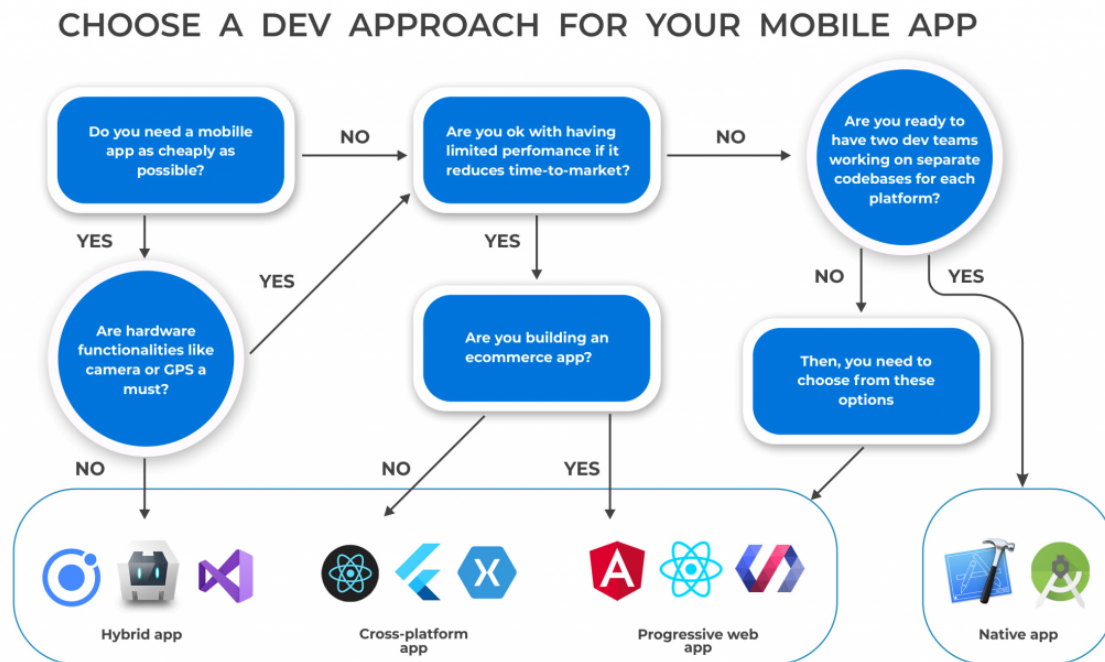 CHOOSE A DEV APPROACH FOR YOUR MOBILE APP
Do you need a mobille
app as cheaply as
possible?
NO
Are you ok with having
limited perfomance if it
reduces time-to-market?
NO
Are you ready to
have two dev teams
working on separate
codebases for each
platform?
YES
YES
YES
NO
YES
Are hardware
functionalities like
camera or GPS a
must?
Are you building an
ecommerce app?
Then, you need to
choose from these
options
NO
NO
YES
Hybrid app
Cross-platform
app
Progressive web
app
Native app